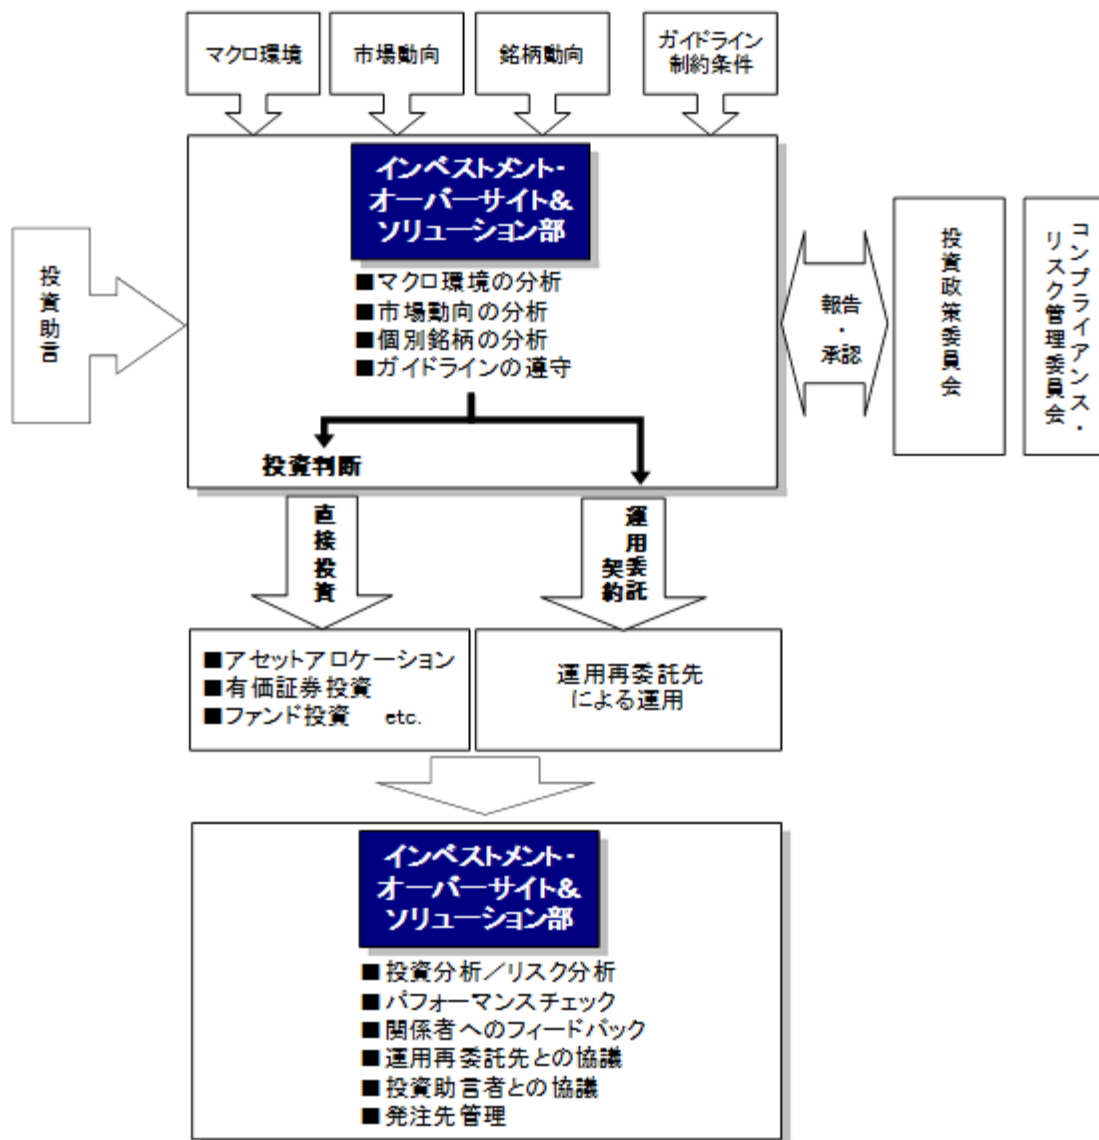 マクロ環境
市場動向
銘柄動向
ガイドライン
制約条件
インベストメント-
オーバーサイト&
ソリューション部
■マクロ環境の分析
■市場動向の分析
■個別銘柄の分析
■ガイドラインの遵守
投資助言
報告
・
承認
投資政策委員会
コンプライアンス・
リスク管理委員会
投資判断
直接投資
運用委託
契約
■アセットアロケーション
■有価証券投資
■ファンド投資 etc.
運用再委託先
による運用
インベストメント-
オーバーサイト&
ソリューション部
■投資分析/リスク分析
■パフォーマンスチェック
■関係者へのフィードバック
■運用再委託先との協議
■投資助言者との協議
■発注先管理